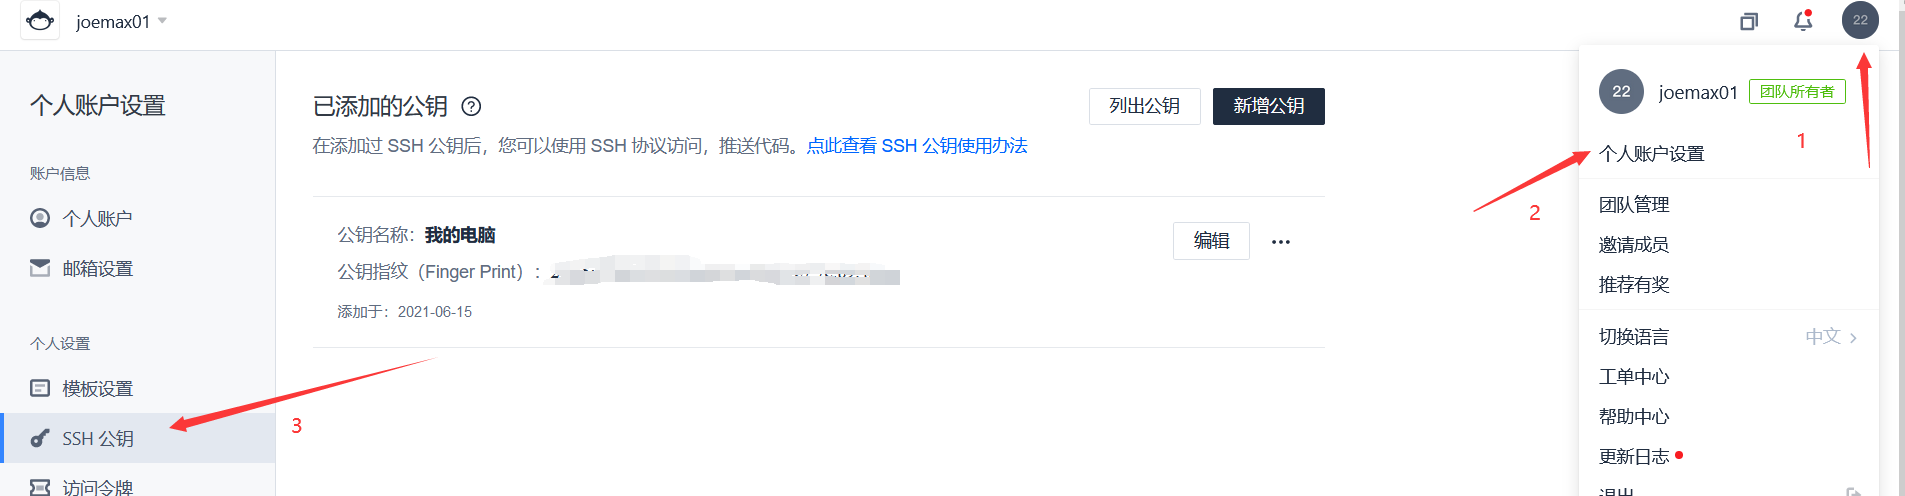 joemax01
22
个人账户设置
账户信息
个人账户
邮箱设置
个人设置
模板设置
SSH 公钥
访问令牌
3
已添加的公钥
列出公钥
新增公钥
在添加过 SSH 公钥后，您可以使用 SSH 协议访问，推送代码。点此查看 SSH 公钥使用办法
公钥名称：我的电脑
编辑
公钥指纹（Finger Print）：
添加于：2021-06-15
22
joemax01
团队所有者
1
个人账户设置
2
团队管理
邀请成员
推荐有奖
切换语言
中文
工单中心
帮助中心
更新日志
退出